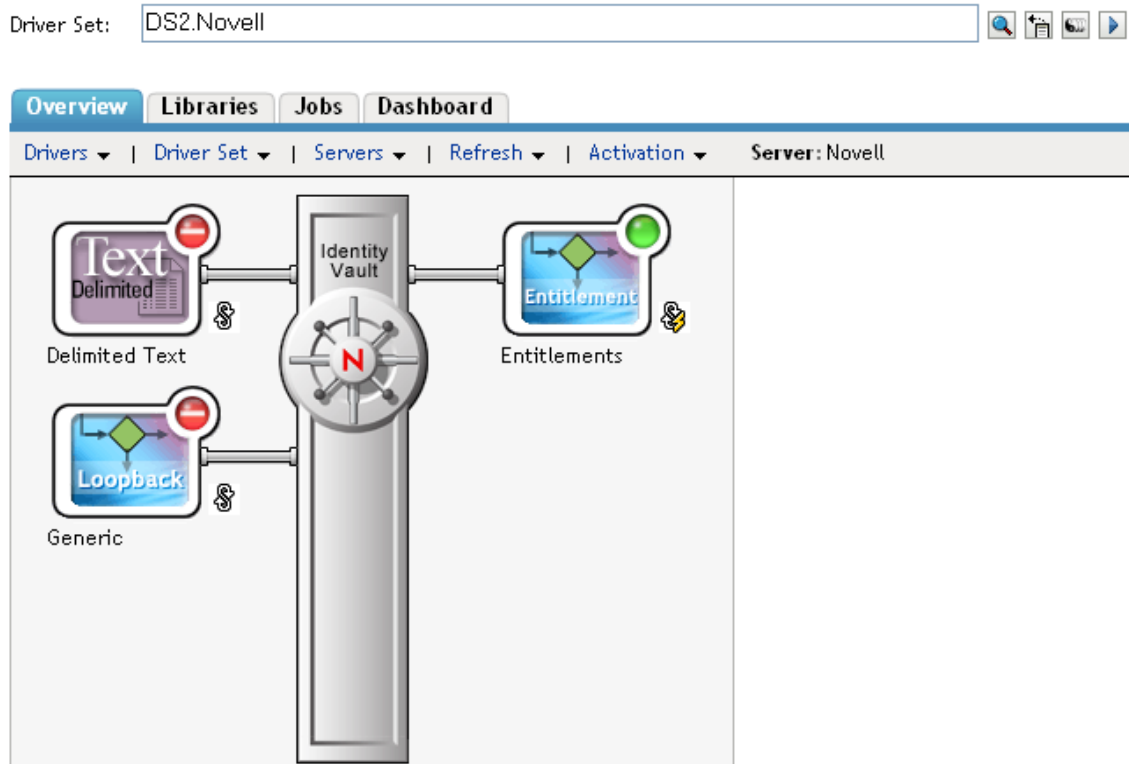 Driver Set: DS2.Novell
Overview Libraries Jobs Dashboard
Drivers | Driver Set | Servers | Refresh | Activation Server: Novell
Text
Delimited
Delimited Text
Identity
Vault
N
Entitlement
Entitlements
Loopback
Generic